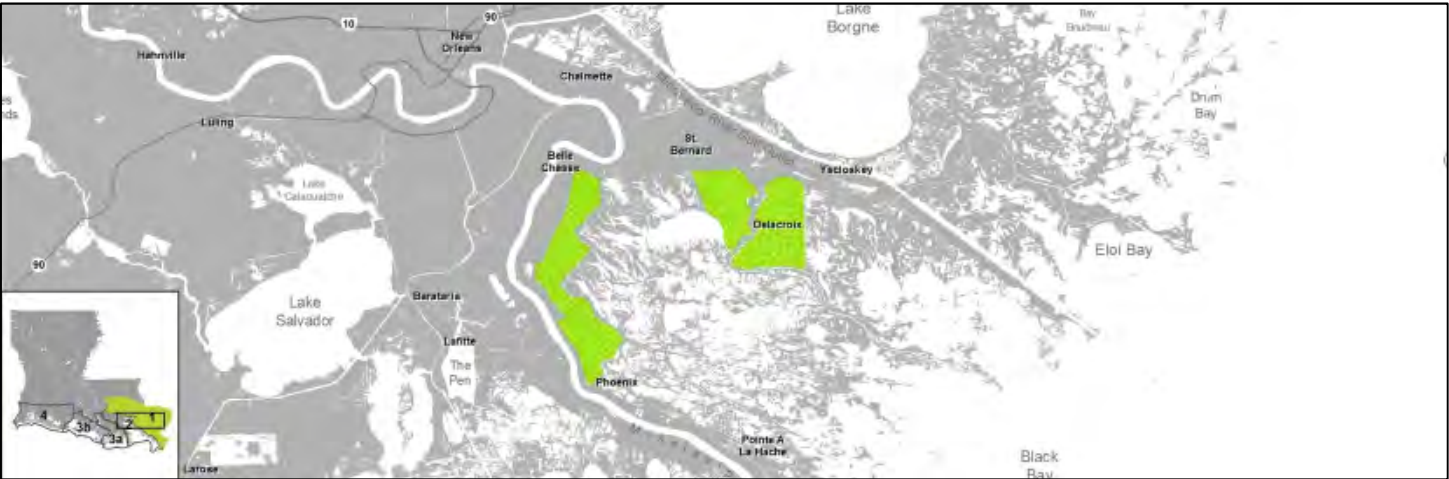 10
90
New
Orleans
Lake
Borgne
Bay
Boudreau
Hahnville
Chalmette
Drum
Bay
Luling
St.
Bernard
Belle
Chasse
Yscloskey
Lake
Cataouatche
Delacroix
Eloi Bay
90
Lake
Salvador
Barataria
Lafitte
The
Pen
Phoenix
4
3b
3a
2
1
Pointe A
La Hache
Black
Bay
Larose